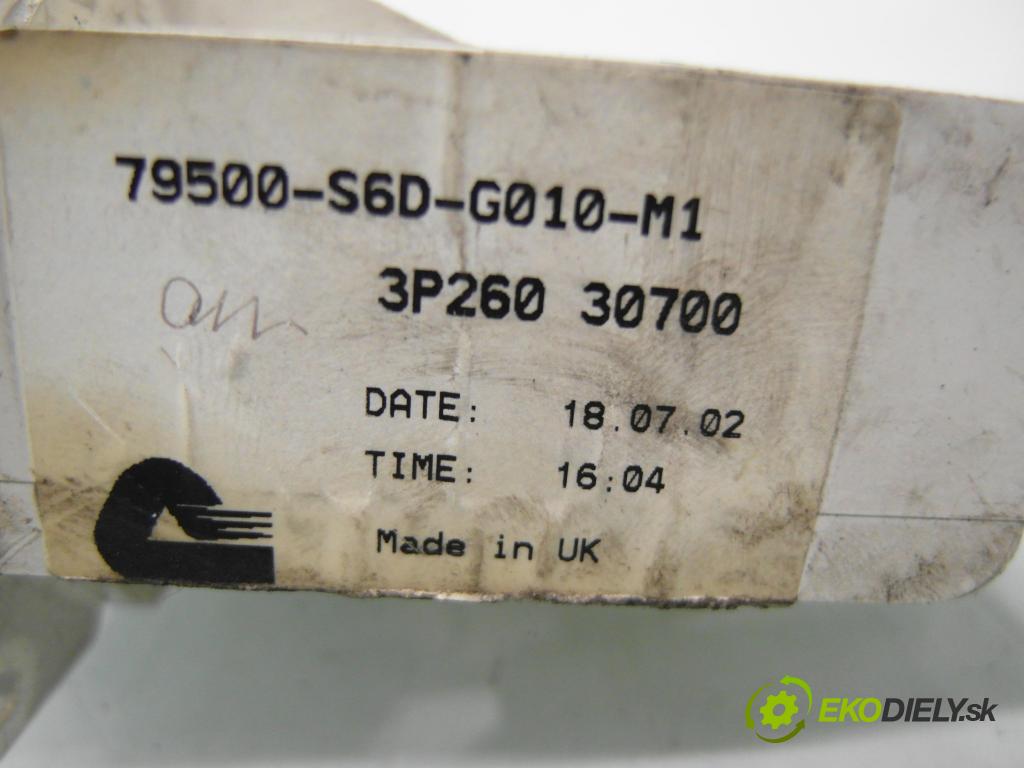 79500-S6D-G010-M1
3P260 30700
DATE: 18.07.02
TIME: 16:04
Made in UK
EKODIELY.sk